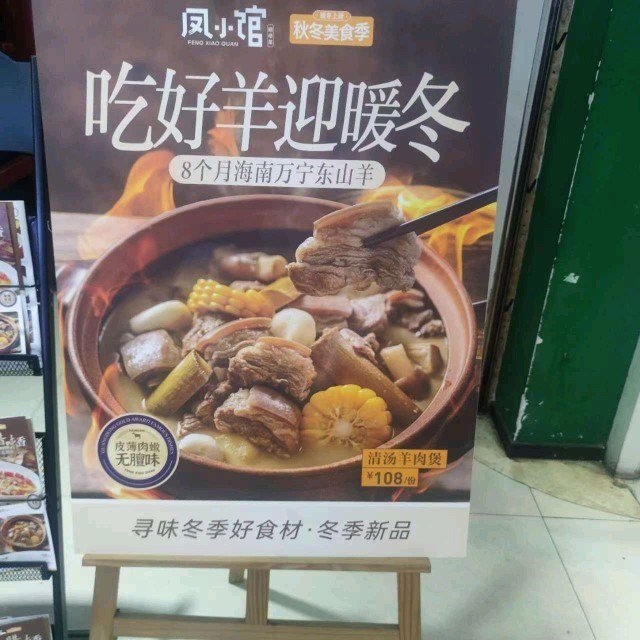 凤小馆
FENG XIAO GUAN
秋冬美食季
吃好羊迎暖冬
8个月海南万宁东山羊
皮薄肉嫩
无膻味
清汤羊肉煲
¥108/份
寻味冬季好食材·冬季新品